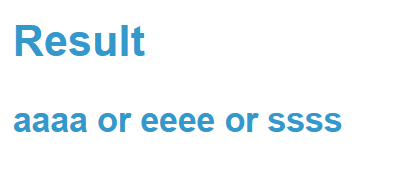 Result
aaaa or eeee or ssss